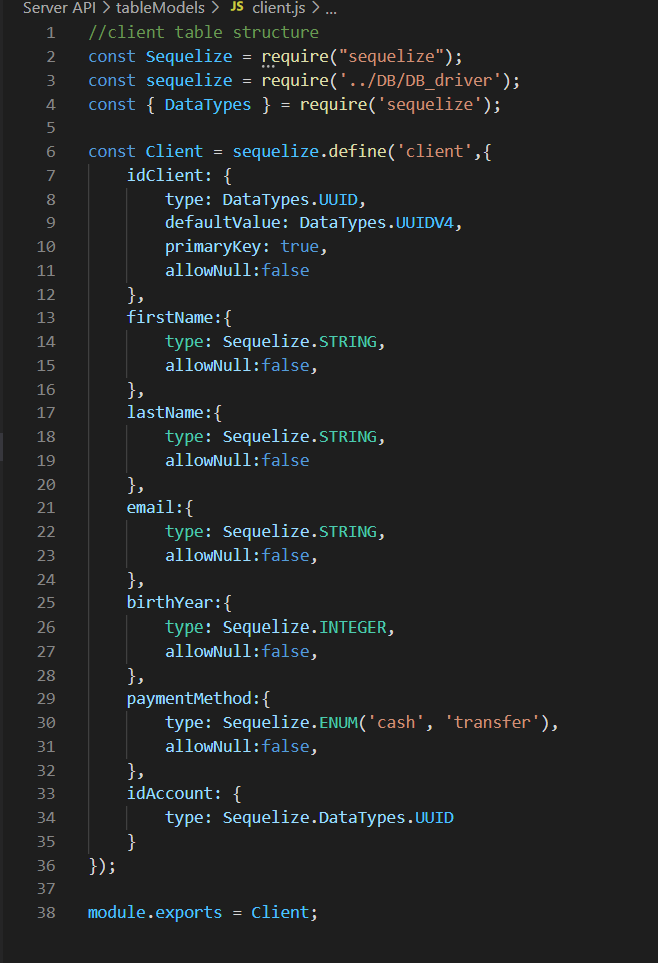 Server API > tableModels > JS client.js > ...
1 //client table structure
2 const Sequelize = require("sequelize");
3 const sequelize = require('../DB/DB_driver');
4 const { DataTypes } = require('sequelize');
5
6 const Client = sequelize.define('client',{
7     idClient: {
8         type: DataTypes.UUID,
9         defaultValue: DataTypes.UUIDV4,
10         primaryKey: true,
11         allowNull:false
12     },
13     firstName:{
14         type: Sequelize.STRING,
15         allowNull:false,
16     },
17     lastName:{
18         type: Sequelize.STRING,
19         allowNull:false
20     },
21     email:{
22         type: Sequelize.STRING,
23         allowNull:false,
24     },
25     birthYear:{
26         type: Sequelize.INTEGER,
27         allowNull:false,
28     },
29     paymentMethod:{
30         type: Sequelize.ENUM('cash', 'transfer'),
31         allowNull:false,
32     },
33     idAccount: {
34         type: Sequelize.DataTypes.UUID
35     }
36 });
37
38 module.exports = Client;